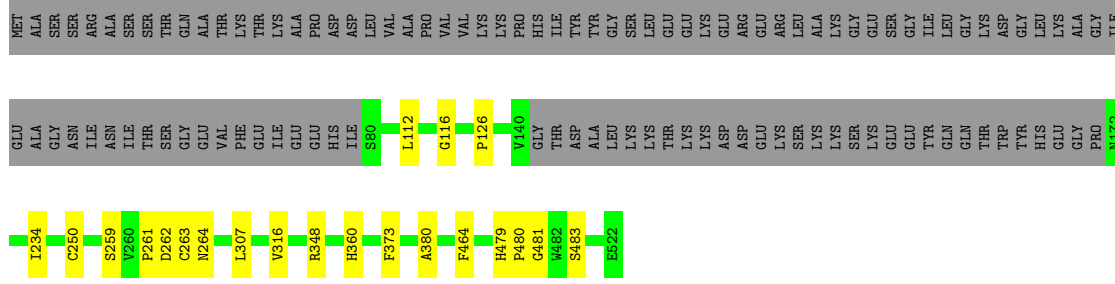 MET ALA SER SER ARG ALA SER SER THR GLN ALA THR LYS THR LYS ALA PRO ASP ASP LEU VAL ALA PRO VAL VAL LYS LYS PRO HIS ILE TYR TYR GLY SER LEU GLU GLU LYS GLU ARG GLU ARG LEU ALA LYS GLY GLU SER GLY ILE LEU GLY LYS ASP GLY LEU LYS ALA GLY ILE
GLU ALA GLY ASN ILE ASN ILE THR SER GLY GLU VAL PHE GLU ILE GLU GLU HIS ILE S80 L112 G116 P126 V140 GLY THR ASP ALA LEU LYS LYS THR LYS LYS ASP ASP GLU LYS SER LYS LYS SER LYS GLU GLU TYR GLN GLN THR TRP TYR HIS GLU GLY PRO N172
I234 C250 S259 V260 P261 D262 C263 N264 L307 V316 R348 H360 F373 A380 F464 H479 P480 G481 W482 S483 E522